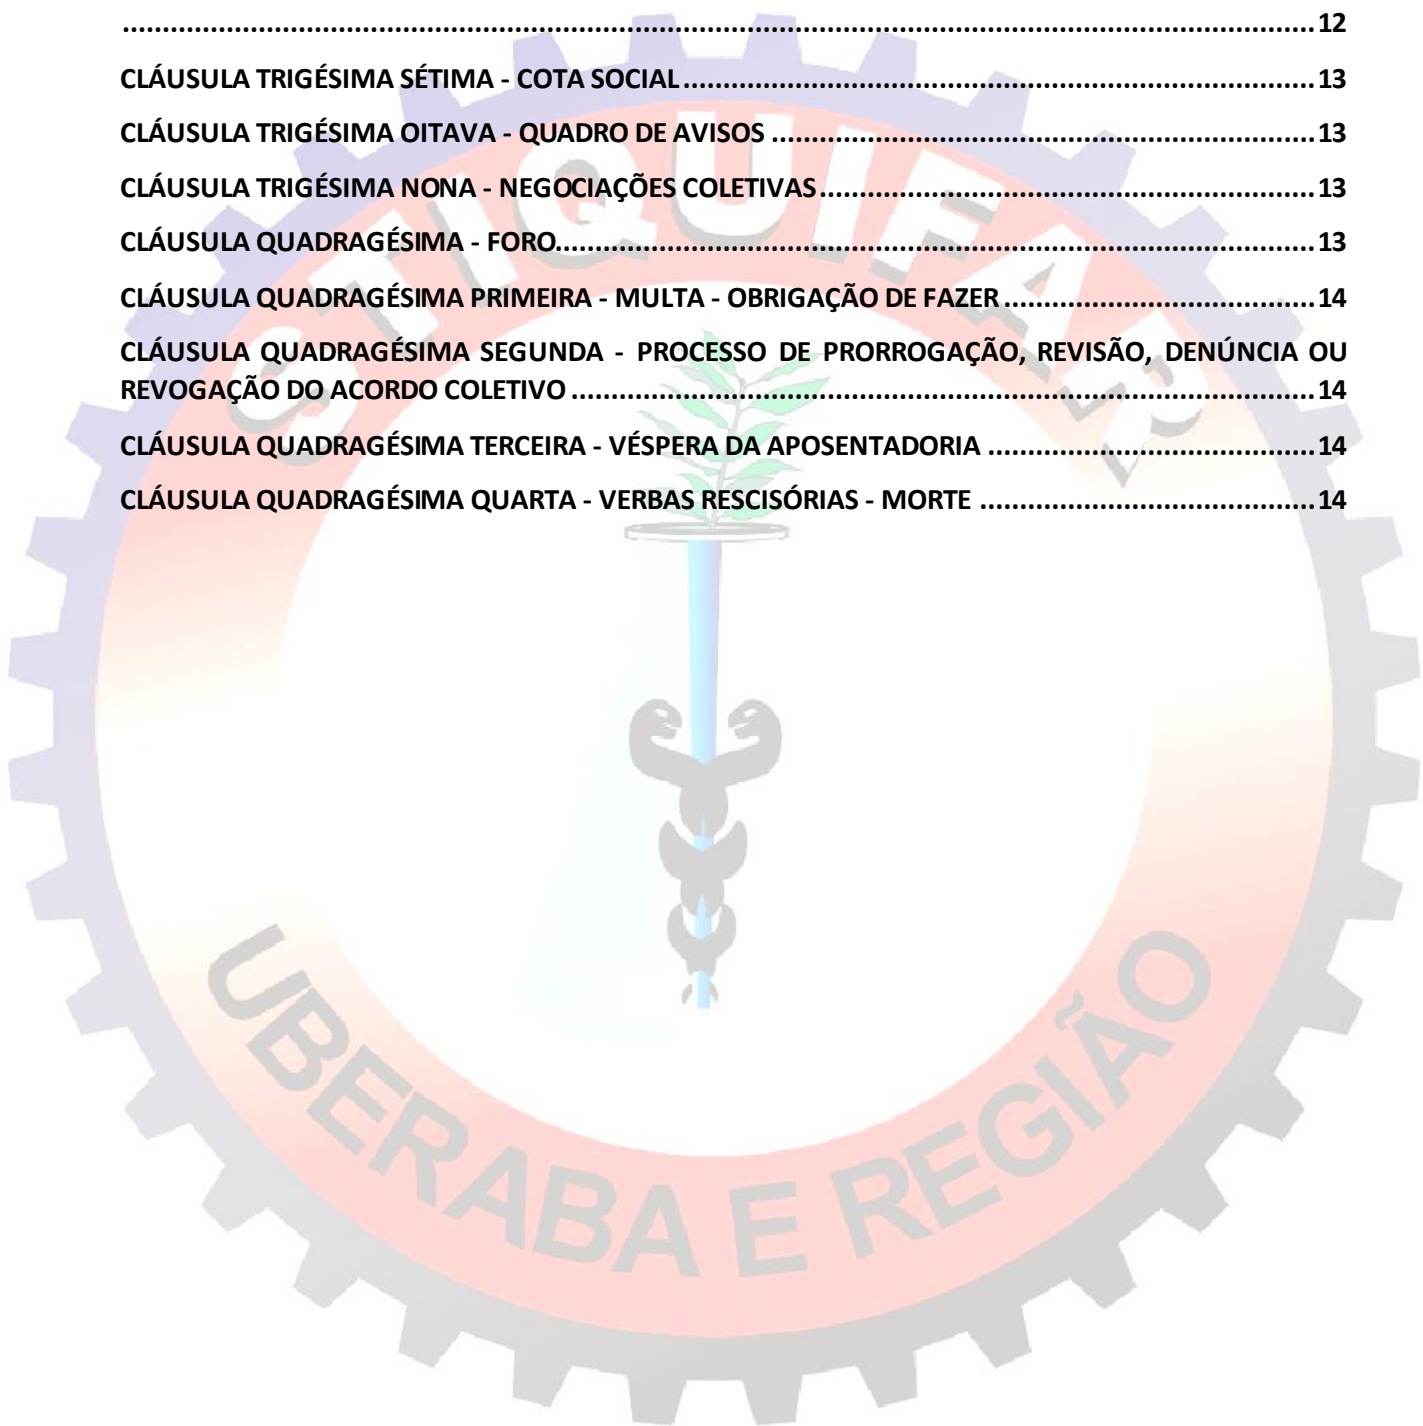 ........................................................................................................................................................12
CLÁUSULA TRIGÉSIMA SÉTIMA - COTA SOCIAL................................................................................13
CLÁUSULA TRIGÉSIMA OITAVA - QUADRO DE AVISOS .....................................................................13
CLÁUSULA TRIGÉSIMA NONA - NEGOCIAÇÕES COLETIVAS...............................................................13
CLÁUSULA QUADRAGÉSIMA - FORO................................................................................................13
CLÁUSULA QUADRAGÉSIMA PRIMEIRA - MULTA - OBRIGAÇÃO DE FAZER ........................................14
CLÁUSULA QUADRAGÉSIMA SEGUNDA - PROCESSO DE PRORROGAÇÃO, REVISÃO, DENÚNCIA OU
REVOGAÇÃO DO ACORDO COLETIVO ..............................................................................................14
CLÁUSULA QUADRAGÉSIMA TERCEIRA - VÉSPERA DA APOSENTADORIA ..........................................14
CLÁUSULA QUADRAGÉSIMA QUARTA - VERBAS RESCISÓRIAS - MORTE ...........................................14
STIQUIFAR
UBERABA E REGIÃO